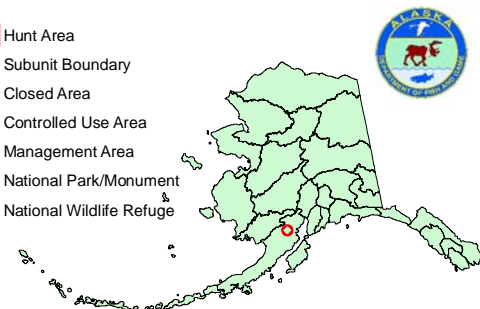 Hunt Area
Subunit Boundary
Closed Area
Controlled Use Area
Management Area
National Park/Monument
National Wildlife Refuge
ALASKA
DEPARTMENT OF FISH AND GAME